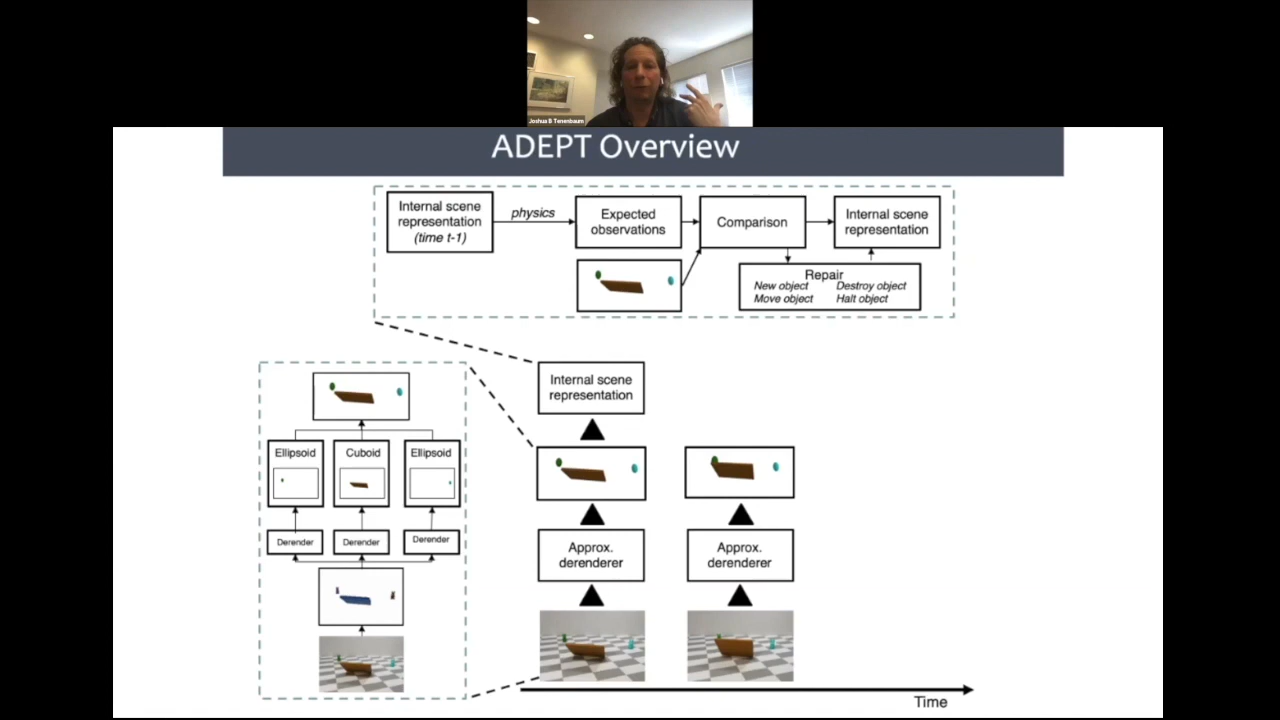 Joshua B Tenenbaum
ADEPT Overview
Internal scene
representation
(time t-1)
physics
Expected
observations
Comparison
Internal scene
representation
Repair
New object
Destroy object
Move object
Halt object
Internal scene
representation
Ellipsoid
Cuboid
Ellipsoid
Derender
Derender
Derender
Approx.
derenderer
Approx.
derenderer
Time